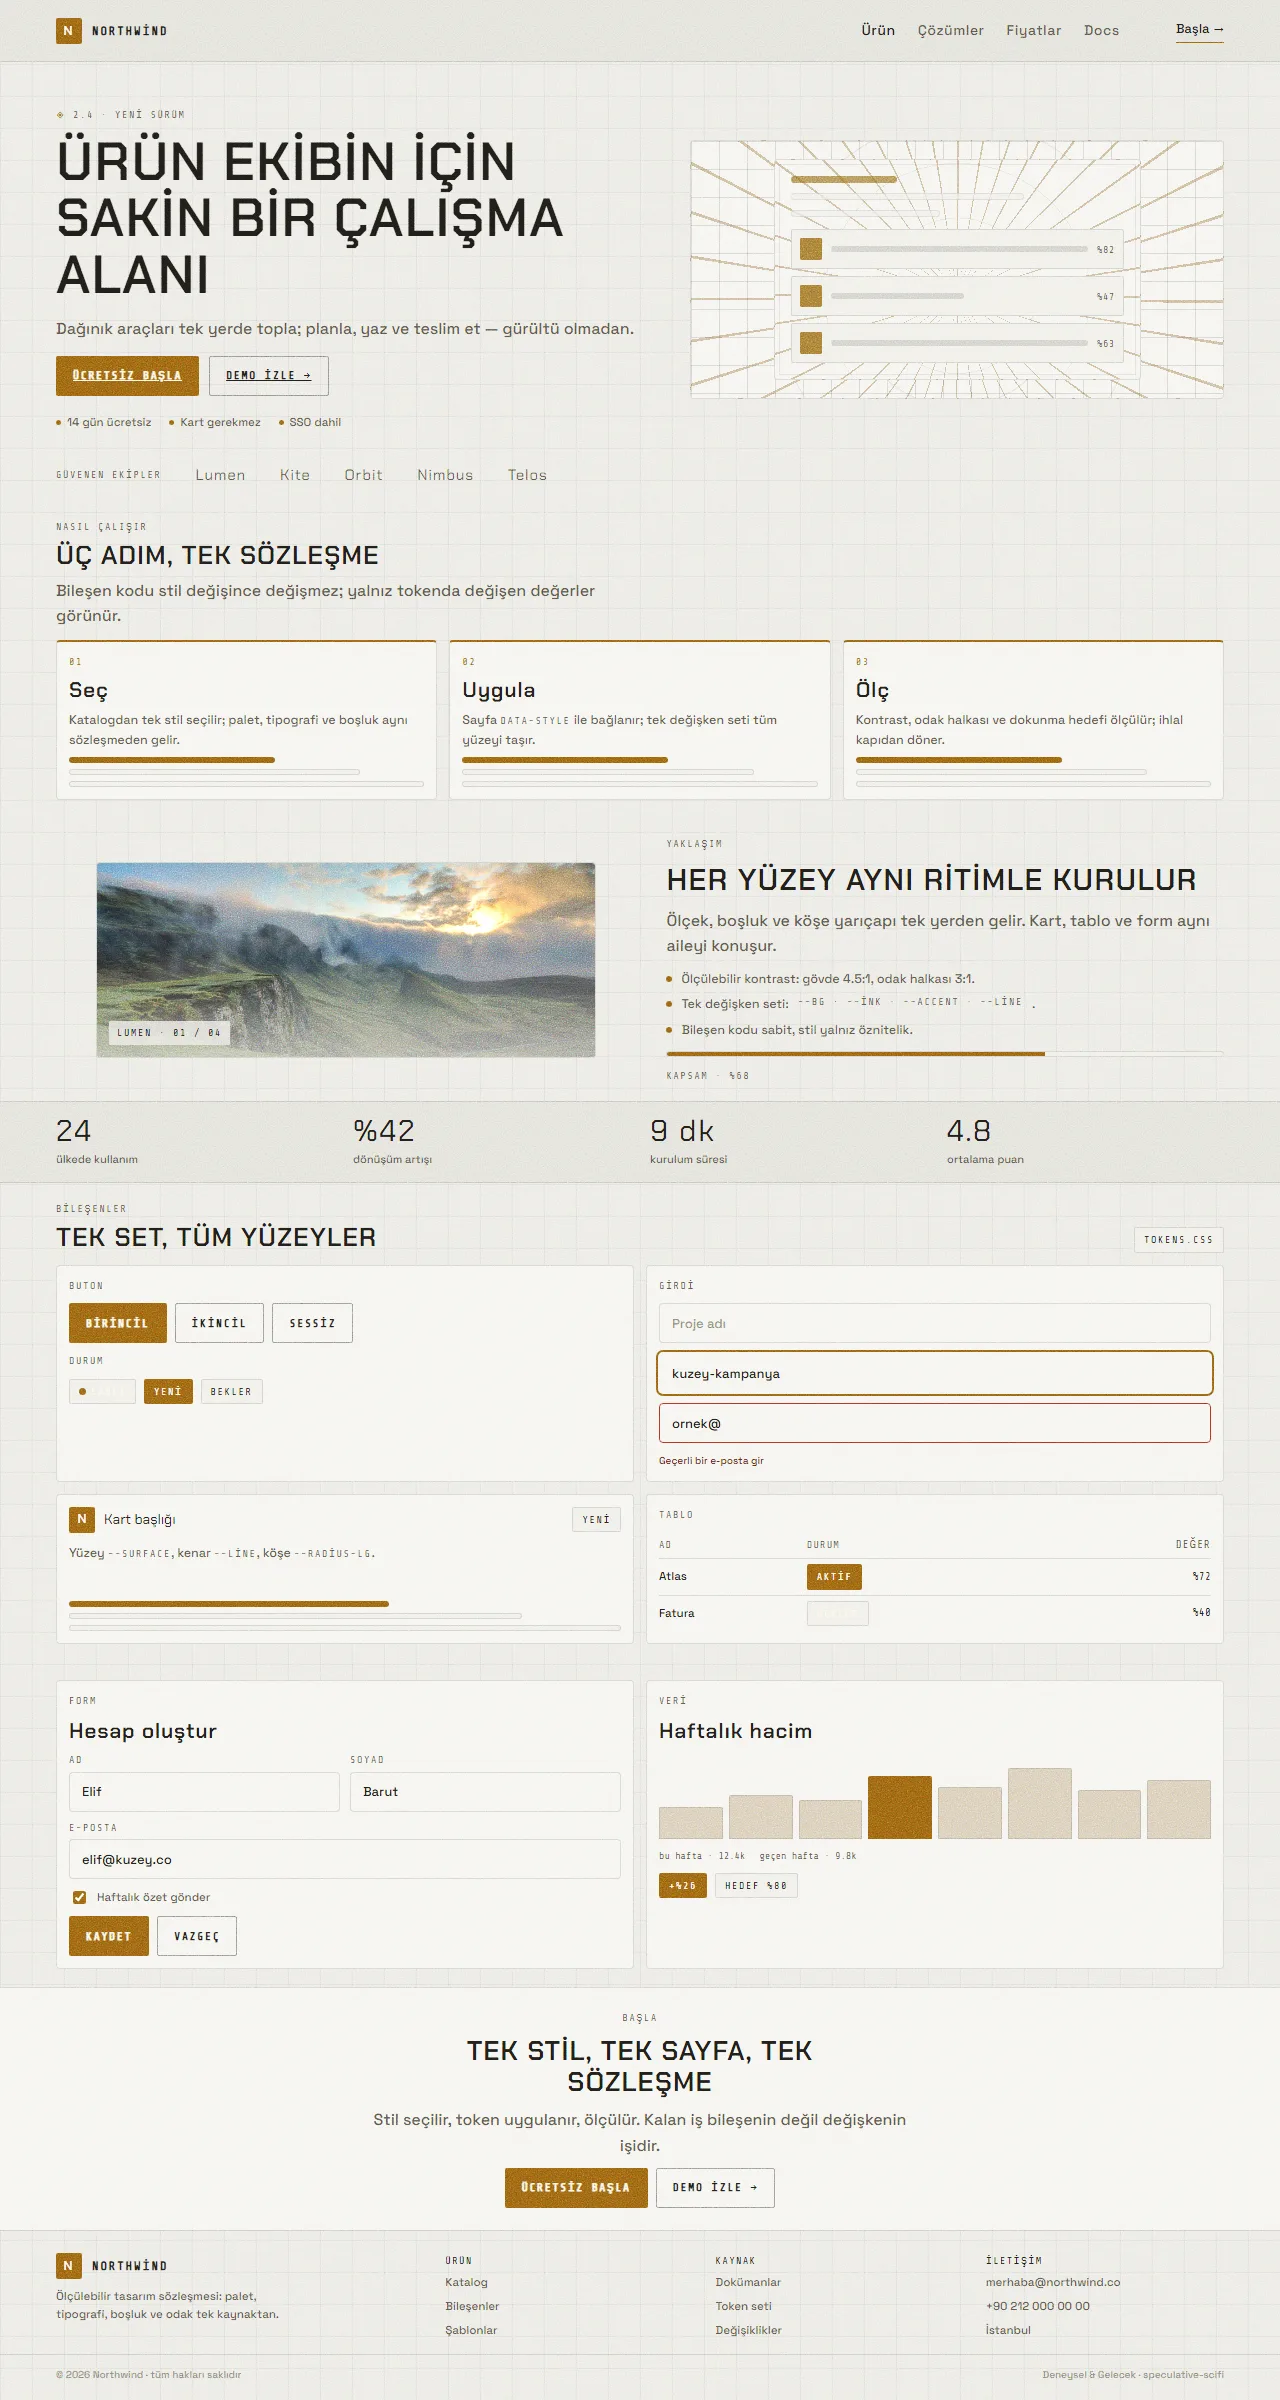 N NORTHWİND
Ürün Çözümler Fiyatlar Docs Başla →
2.4 · YENİ SÜRÜM
ÜRÜN EKİBİN İÇİN
SAKİN BİR ÇALIŞMA
ALANI
Dağınık araçları tek yerde topla; planla, yaz ve teslim et — gürültü olmadan.
ÜCRETSİZ BAŞLA DEMO İZLE →
14 gün ücretsiz Kart gerekmez SSO dahil
%82
%47
%63
GÜVENEN EKİPLER Lumen Kite Orbit Nimbus Telos
NASIL ÇALIŞIR
ÜÇ ADIM, TEK SÖZLEŞME
Bileşen kodu stil değişince değişmez; yalnız tokenda değişen değerler
görünür.
01
Seç
Katalogdan tek stil seçilir; palet, tipografi ve boşluk aynı
sözleşmeden gelir.
02
Uygula
Sayfa DATA-STYLE ile bağlanır; tek değişken seti tüm
yüzeyi taşır.
03
Ölç
Kontrast, odak halkası ve dokunma hedefi ölçülür; ihlal
kapıdan döner.
LUMEN · 01 / 04
YAKLAŞIM
HER YÜZEY AYNI RİTİMLE KURULUR
Ölçek, boşluk ve köşe yarıçapı tek yerden gelir. Kart, tablo ve form aynı
aileyi konuşur.
Ölçülebilir kontrast: gövde 4.5:1, odak halkası 3:1.
Tek değişken seti: --BG · --İNK · --ACCENT · --LİNE .
Bileşen kodu sabit, stil yalnız öznitelik.
KAPSAM · %68
24
ülkede kullanım
%42
dönüşüm artışı
9 dk
kurulum süresi
4.8
ortalama puan
BİLEŞENLER
TEK SET, TÜM YÜZEYLER
TOKENS.CSS
BUTON
BİRİNCİL İKİNCİL SESSİZ
DURUM
YENİ BEKLER
GİRDİ
Proje adı
kuzey-kampanya
ornek@
Geçerli bir e-posta gir
N Kart başlığı YENİ
Yüzey --SURFACE, kenar --LİNE, köşe --RADİUS-LG.
TABLO
AD DURUM DEĞER
Atlas AKTİF %72
Fatura %40
FORM
Hesap oluştur
AD SOYAD
Elif Barut
E-POSTA
elif@kuzey.co
Haftalık özet gönder
KAYDET VAZGEÇ
VERİ
Haftalık hacim
bu hafta · 12.4k geçen hafta · 9.8k
+%26 HEDEF %80
BAŞLA
TEK STİL, TEK SAYFA, TEK
SÖZLEŞME
Stil seçilir, token uygulanır, ölçülür. Kalan iş bileşenin değil değişkenin
işidir.
ÜCRETSİZ BAŞLA DEMO İZLE →
N NORTHWİND
Ölçülebilir tasarım sözleşmesi: palet,
tipografi, boşluk ve odak tek kaynaktan.
ÜRÜN
Katalog
Bileşenler
Şablonlar
KAYNAK
Dokümanlar
Token seti
Değişiklikler
İLETİŞİM
merhaba@northwind.co
+90 212 000 00 00
İstanbul
© 2026 Northwind · tüm hakları saklıdır
Deneysel & Gelecek · speculative-scifi